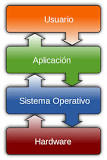 Usuario
Aplicación
Sistema Operativo
Hardware